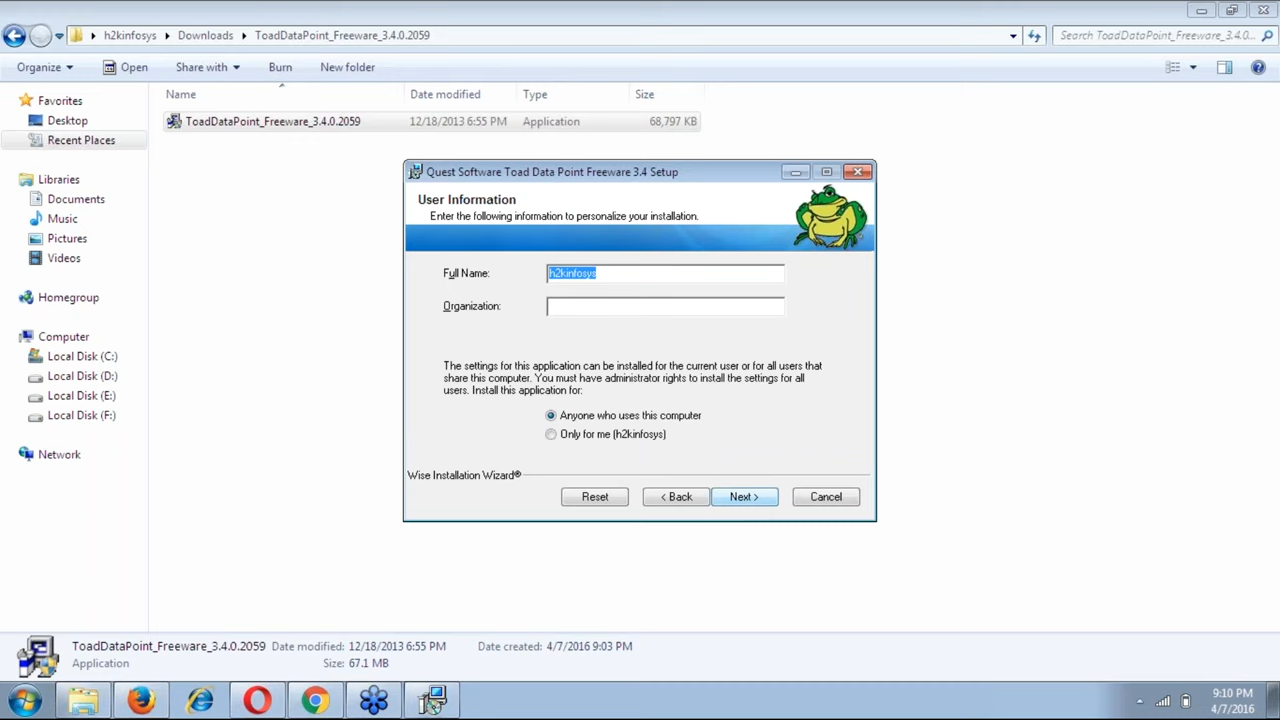 h2kinfosys Downloads ToadDataPoint_Freeware_3.4.0.2059
Search ToadDataPoint_Freeware_3.4.0...
Organize Open Share with Burn New folder
Name Date modified Type Size
ToadDataPoint_Freeware_3.4.0.2059 12/18/2013 6:55 PM Application 68,797 KB
Favorites
Desktop
Recent Places
Libraries
Documents
Music
Pictures
Videos
Homegroup
Computer
Local Disk (C:)
Local Disk (D:)
Local Disk (E:)
Local Disk (F:)
Network
Quest Software Toad Data Point Freeware 3.4 Setup
User Information
Enter the following information to personalize your installation.
Full Name: h2kinfosys
Organization:
The settings for this application can be installed for the current user or for all users that
share this computer. You must have administrator rights to install the settings for all
users. Install this application for:
Anyone who uses this computer
Only for me (h2kinfosys)
Wise Installation Wizard®
Reset < Back Next > Cancel
ToadDataPoint_Freeware_3.4.0.2059 Date modified: 12/18/2013 6:55 PM Date created: 4/7/2016 9:03 PM
Application Size: 67.1 MB
9:10 PM
4/7/2016